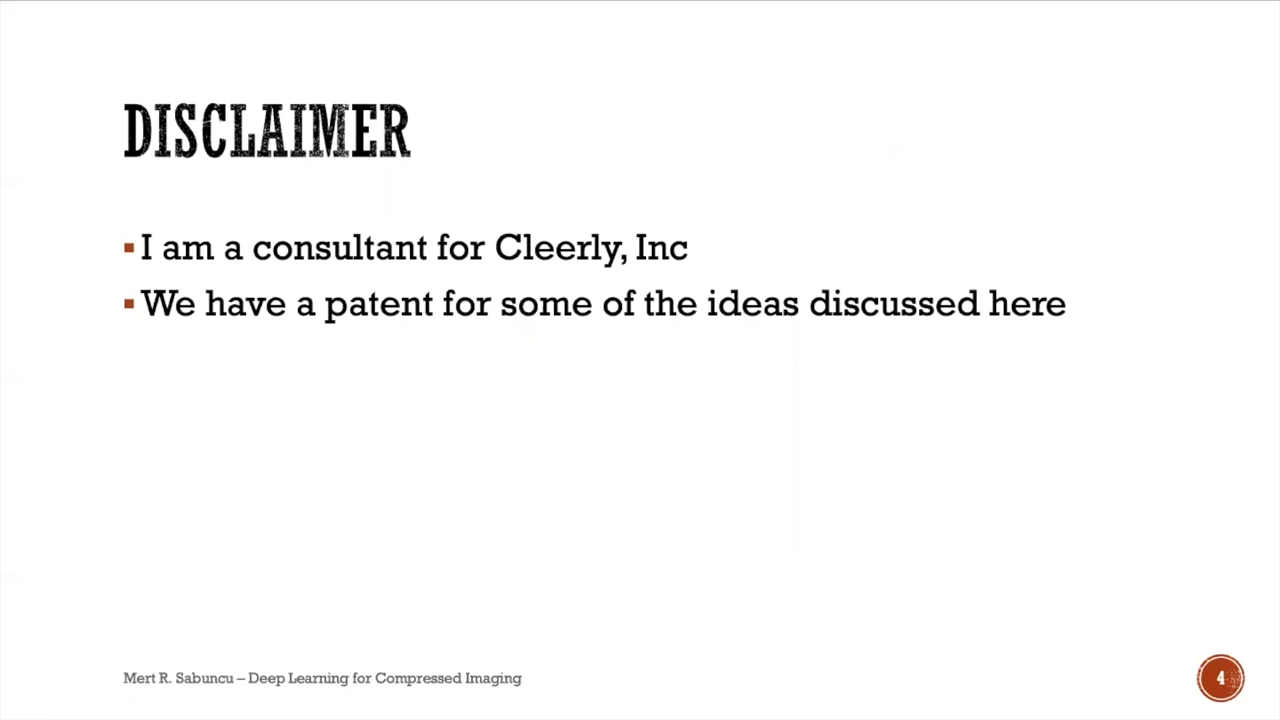 DISCLAIMER
▪ I am a consultant for Cleerly, Inc
▪ We have a patent for some of the ideas discussed here
Mert R. Sabuncu – Deep Learning for Compressed Imaging
4